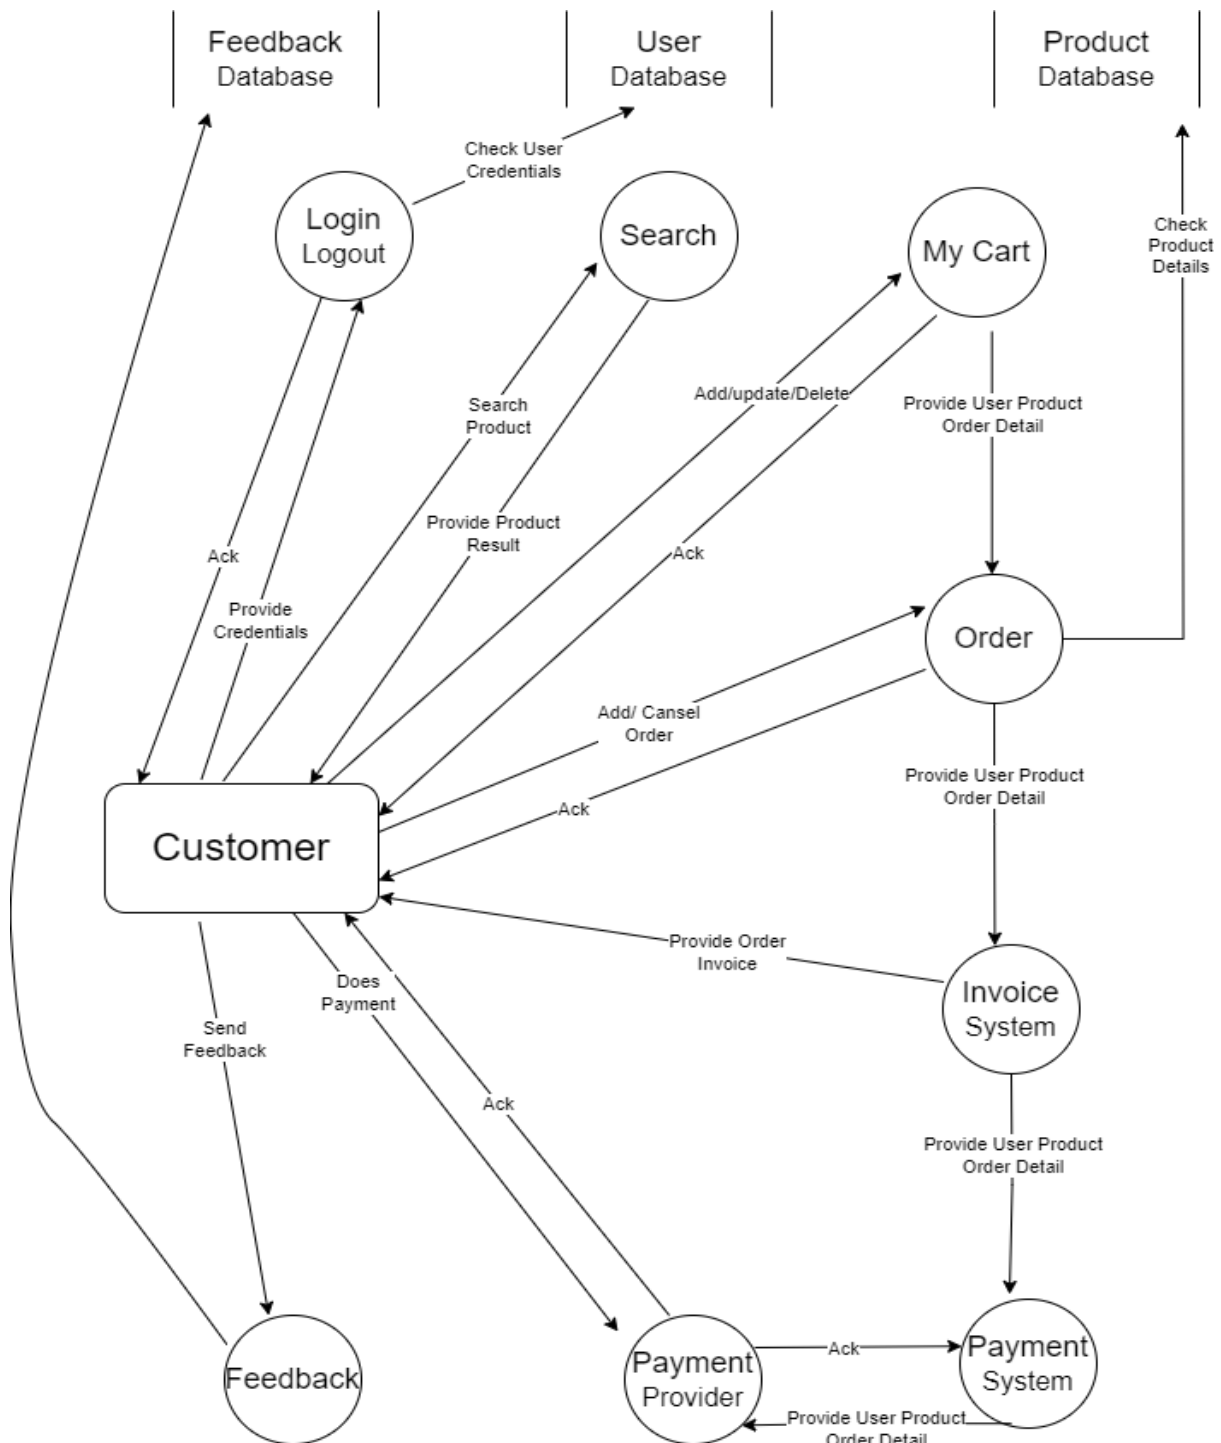 Feedback
Database
User
Database
Product
Database
Check User
Credentials
Login
Logout
Search
My Cart
Check
Product
Details
Search
Product
Add/update/Delete
Provide User Product
Order Detail
Provide Product
Result
Ack
Ack
Provide
Credentials
Order
Add/ Cansel
Order
Provide User Product
Order Detail
Ack
Customer
Provide Order
Invoice
Does
Payment
Invoice
System
Send
Feedback
Ack
Provide User Product
Order Detail
Feedback
Payment
Provider
Ack
Payment
System
Provide User Product
Order Detail